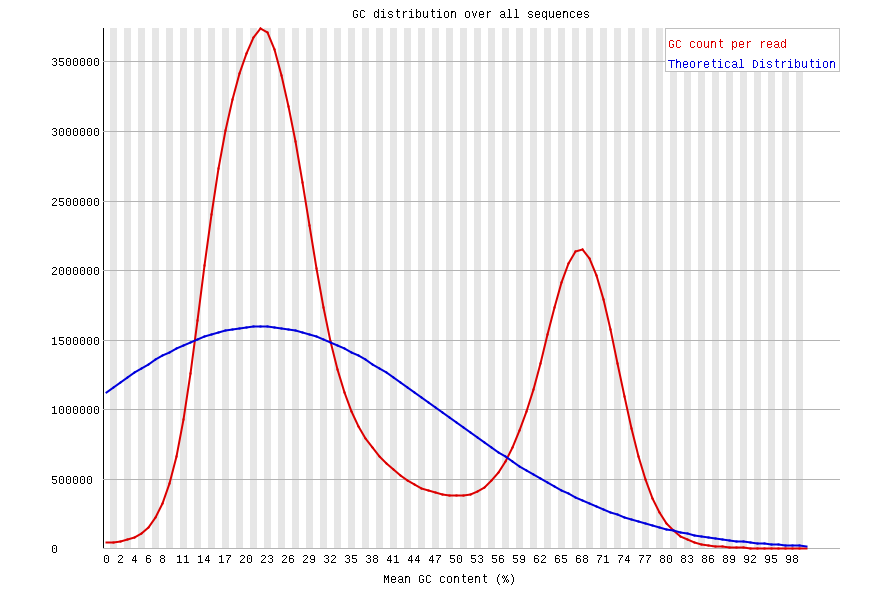 GC distribution over all sequences
GC count per read
Theoretical Distribution
3500000
3000000
2500000
2000000
1500000
1000000
500000
0
0 2 4 6 8 11 14 17 20 23 26 29 32 35 38 41 44 47 50 53 56 59 62 65 68 71 74 77 80 83 86 89 92 95 98
Mean GC content (%)